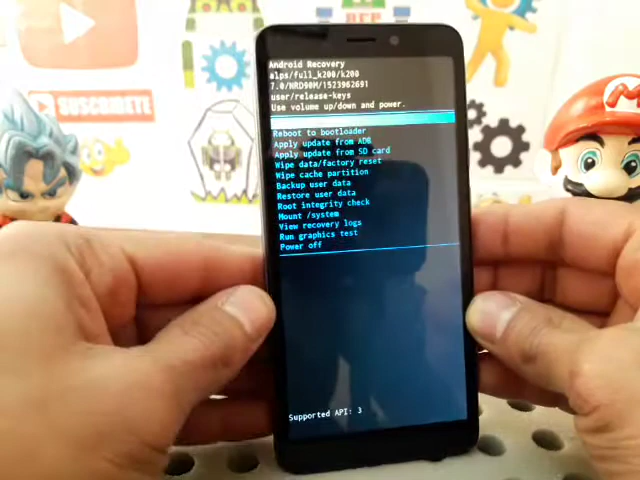 SUSCRIBETE
Android Recovery
alps/full_k200/k200
7.0/NRD90M/1523962691
user/release-keys
Use volume up/down and power.
Reboot to bootloader
Apply update from ADB
Apply update from SD card
Wipe data/factory reset
Wipe cache partition
Backup user data
Restore user data
Root integrity check
Mount /system
View recovery logs
Run graphics test
Power off
Supported API: 3
M